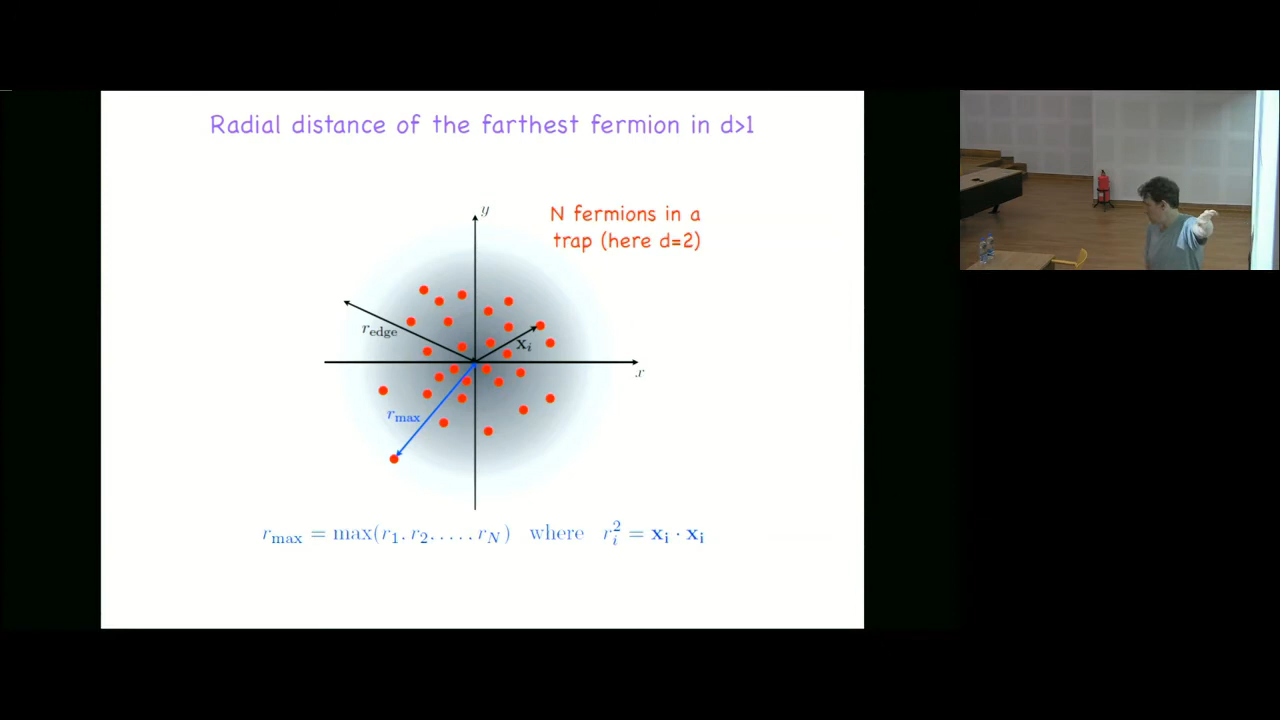 Radial distance of the farthest fermion in d>1
y
N fermions in a
trap (here d=2)
r_edge
x_i
x
r_max
r_max = max(r_1. r_2. . . . . r_N) where r_i^2 = x_i · x_i